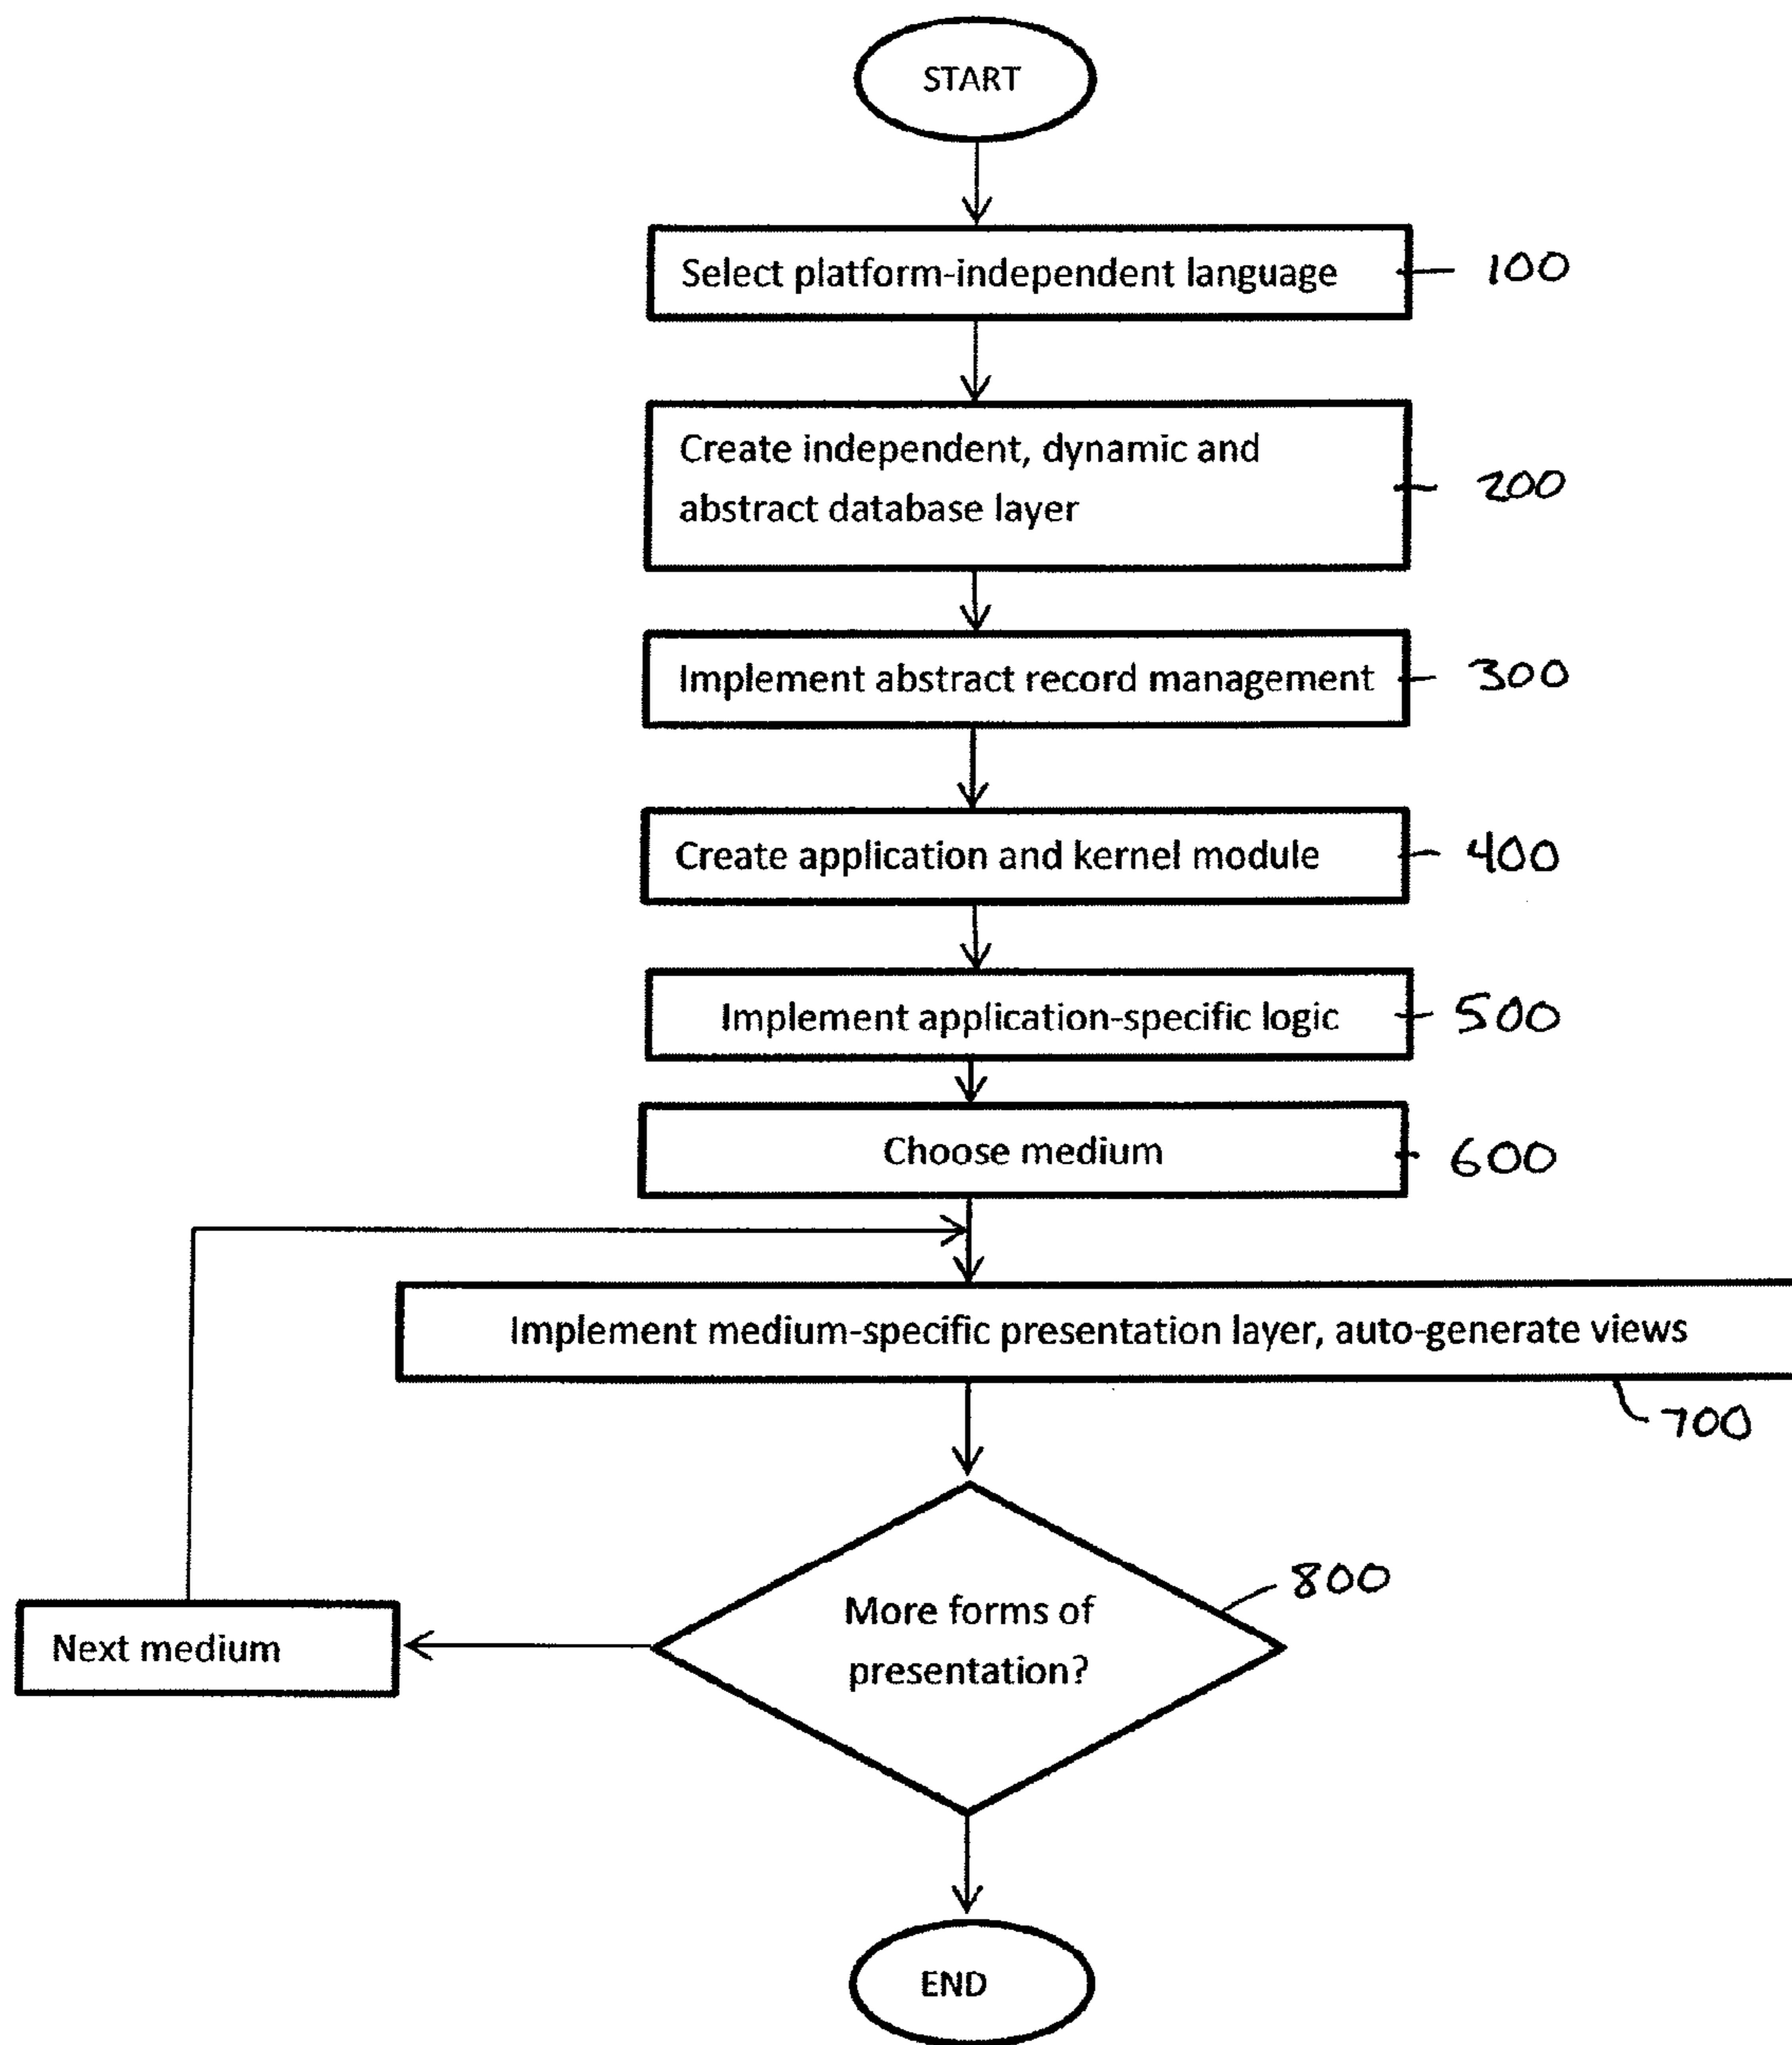 START
Select platform-independent language
100
Create independent, dynamic and
abstract database layer
200
Implement abstract record management
300
Create application and kernel module
400
Implement application-specific logic
500
Choose medium
600
Implement medium-specific presentation layer, auto-generate views
700
More forms of
presentation?
800
Next medium
END